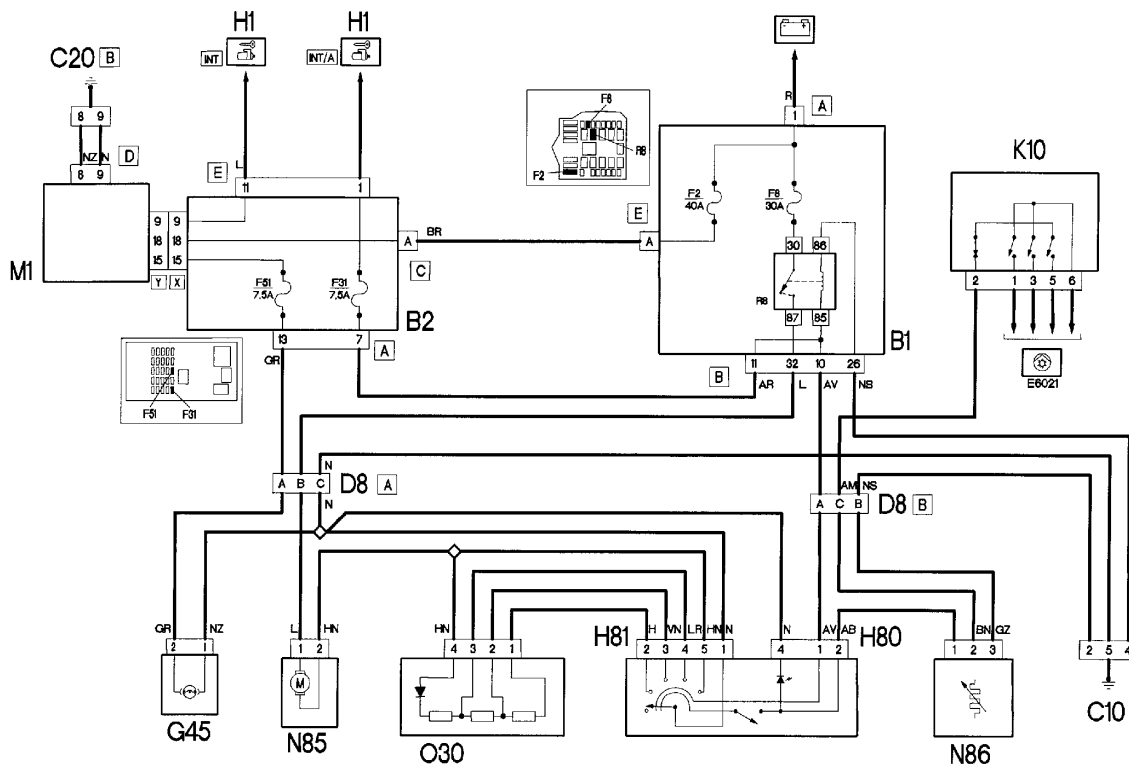 H1
H1
C20
B
INT
INT/A
8 9
NZ N
D
8 9
R
A
1
K10
F6
R8
F2
L
E
11
1
9 9
18 18
15 15
A
BR
E
A
F2
40A
F8
30A
30 86
R8
87 85
M1
Y X
C
F51
7,5A
F31
7,5A
B2
B1
2 1 3 5 6
13
7
A
GR
B
11 32 10 26
AR
L
AV
NS
E6021
F51
F31
N
A B C
D8
A
N
AM
NS
A C B
D8
B
GR
NZ
L
HN
HN
H81
H
VN
LR
HN
N
N
AV
AB
H80
BN
GZ
2 1
1 2
4 3 2 1
2 3 4 5 1
4 1 2
1 2 3
2 5 4
M
G45
N85
O30
N86
C10